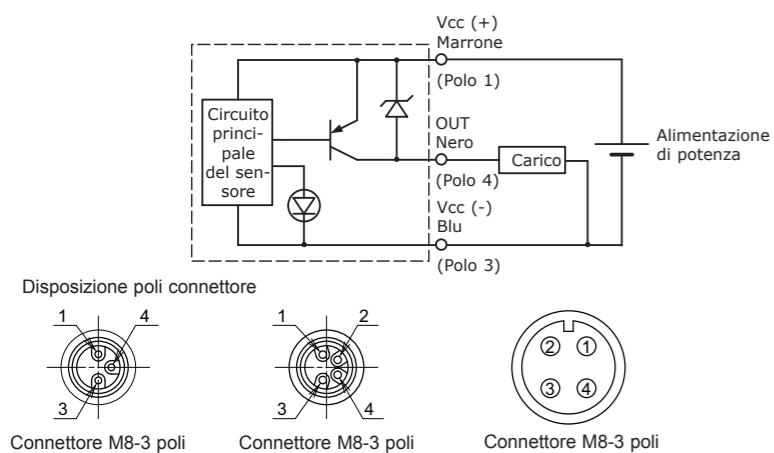 Vcc (+)
Marrone
(Polo 1)
Circuito
princi-
pale
del sen-
sore
OUT
Nero
(Polo 4)
Carico
Alimentazione
di potenza
Vcc (-)
Blu
(Polo 3)
Disposizione poli connettore
1 4
3
1 2
3 4
2 1
3 4
Connettore M8-3 poli
Connettore M8-3 poli
Connettore M8-3 poli